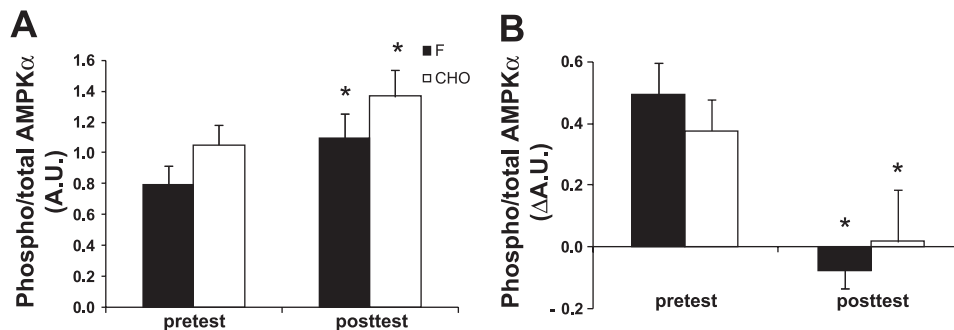 A
Phospho/total AMPKα
(A.U.)
1.6
1.4
1.2
1.0
0.8
0.6
0.4
0.2
0.0
*
*
F
CHO
pretest
posttest
B
Phospho/total AMPKα
(ΔA.U.)
0.6
0.4
0.2
0.0
-0.2
*
*
pretest
posttest